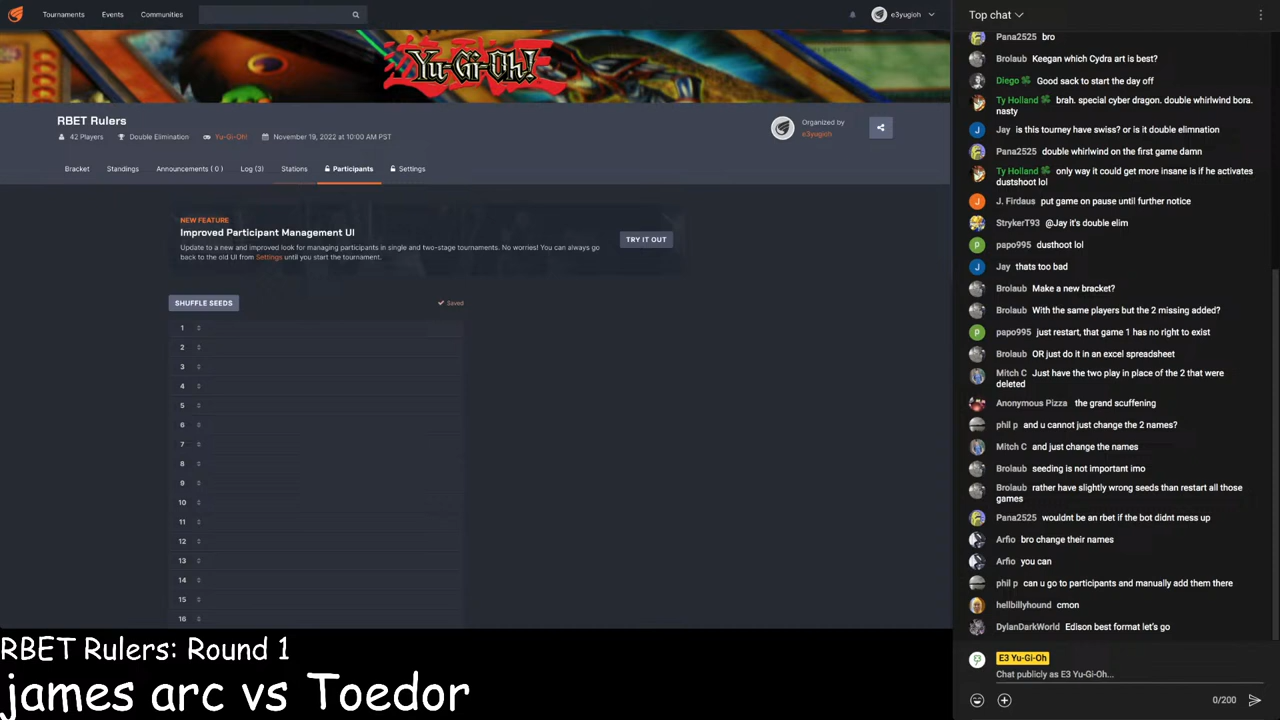 Tournaments Events Communities
e3yugioh
Top chat
Yu-Gi-Oh!
RBET Rulers
42 Players Double Elimination Yu-Gi-Oh! November 19, 2022 at 10:00 AM PST
Organized by
e3yugioh
Bracket Standings Announcements ( 0 ) Log (3) Stations Participants Settings
NEW FEATURE
Improved Participant Management UI
Update to a new and improved look for managing participants in single and two-stage tournaments. No worries! You can always
back to the old UI from Settings until you start the tournament.
TRY IT OUT
SHUFFLE SEEDS
Saved
1
2
3
4
5
6
7
8
9
10
11
12
13
14
15
16
RBET Rulers: Round 1
james arc vs Toedor
Pana2525 bro
Brolaub Keegan which Cydra art is best?
Diego Good sack to start the day off
Ty Holland brah. special cyber dragon. double whirlwind bora.
nasty
Jay is this tourney have swiss? or is it double elimnation
Pana2525 double whirlwind on the first game damn
Ty Holland only way it could get more insane is if he activates
dustshoot lol
J. Firdaus put game on pause until further notice
StrykerT93 @Jay it's double elim
papo995 dusthoot lol
Jay thats too bad
Brolaub Make a new bracket?
Brolaub With the same players but the 2 missing added?
papo995 just restart, that game 1 has no right to exist
Brolaub OR just do it in an excel spreadsheet
Mitch C Just have the two play in place of the 2 that were
deleted
Anonymous Pizza the grand scuffening
phil p and u cannot just change the 2 names?
Mitch C and just change the names
Brolaub seeding is not important imo
Brolaub rather have slightly wrong seeds than restart all those
games
Pana2525 wouldnt be an rbet if the bot didnt mess up
Arfio bro change their names
Arfio you can
phil p can u go to participants and manually add them there
hellbillyhound cmon
DylanDarkWorld Edison best format let's go
E3 Yu-Gi-Oh
Chat publicly as E3 Yu-Gi-Oh...
0/200